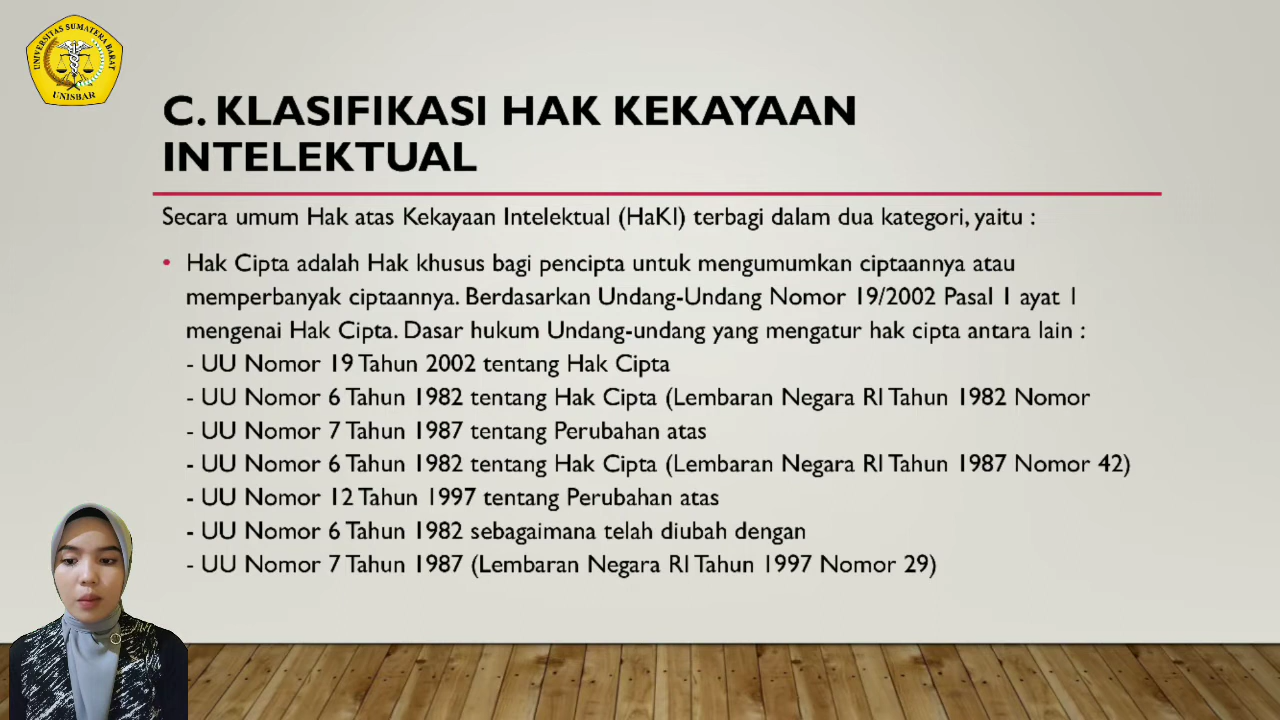 UNIVERSITAS SUMATERA BARAT
UNISBAR
C. KLASIFIKASI HAK KEKAYAAN
INTELEKTUAL
Secara umum Hak atas Kekayaan Intelektual (HaKI) terbagi dalam dua kategori, yaitu :
• Hak Cipta adalah Hak khusus bagi pencipta untuk mengumumkan ciptaannya atau
memperbanyak ciptaannya. Berdasarkan Undang-Undang Nomor 19/2002 Pasal 1 ayat 1
mengenai Hak Cipta. Dasar hukum Undang-undang yang mengatur hak cipta antara lain :
- UU Nomor 19 Tahun 2002 tentang Hak Cipta
- UU Nomor 6 Tahun 1982 tentang Hak Cipta (Lembaran Negara RI Tahun 1982 Nomor
- UU Nomor 7 Tahun 1987 tentang Perubahan atas
- UU Nomor 6 Tahun 1982 tentang Hak Cipta (Lembaran Negara RI Tahun 1987 Nomor 42)
- UU Nomor 12 Tahun 1997 tentang Perubahan atas
- UU Nomor 6 Tahun 1982 sebagaimana telah diubah dengan
- UU Nomor 7 Tahun 1987 (Lembaran Negara RI Tahun 1997 Nomor 29)